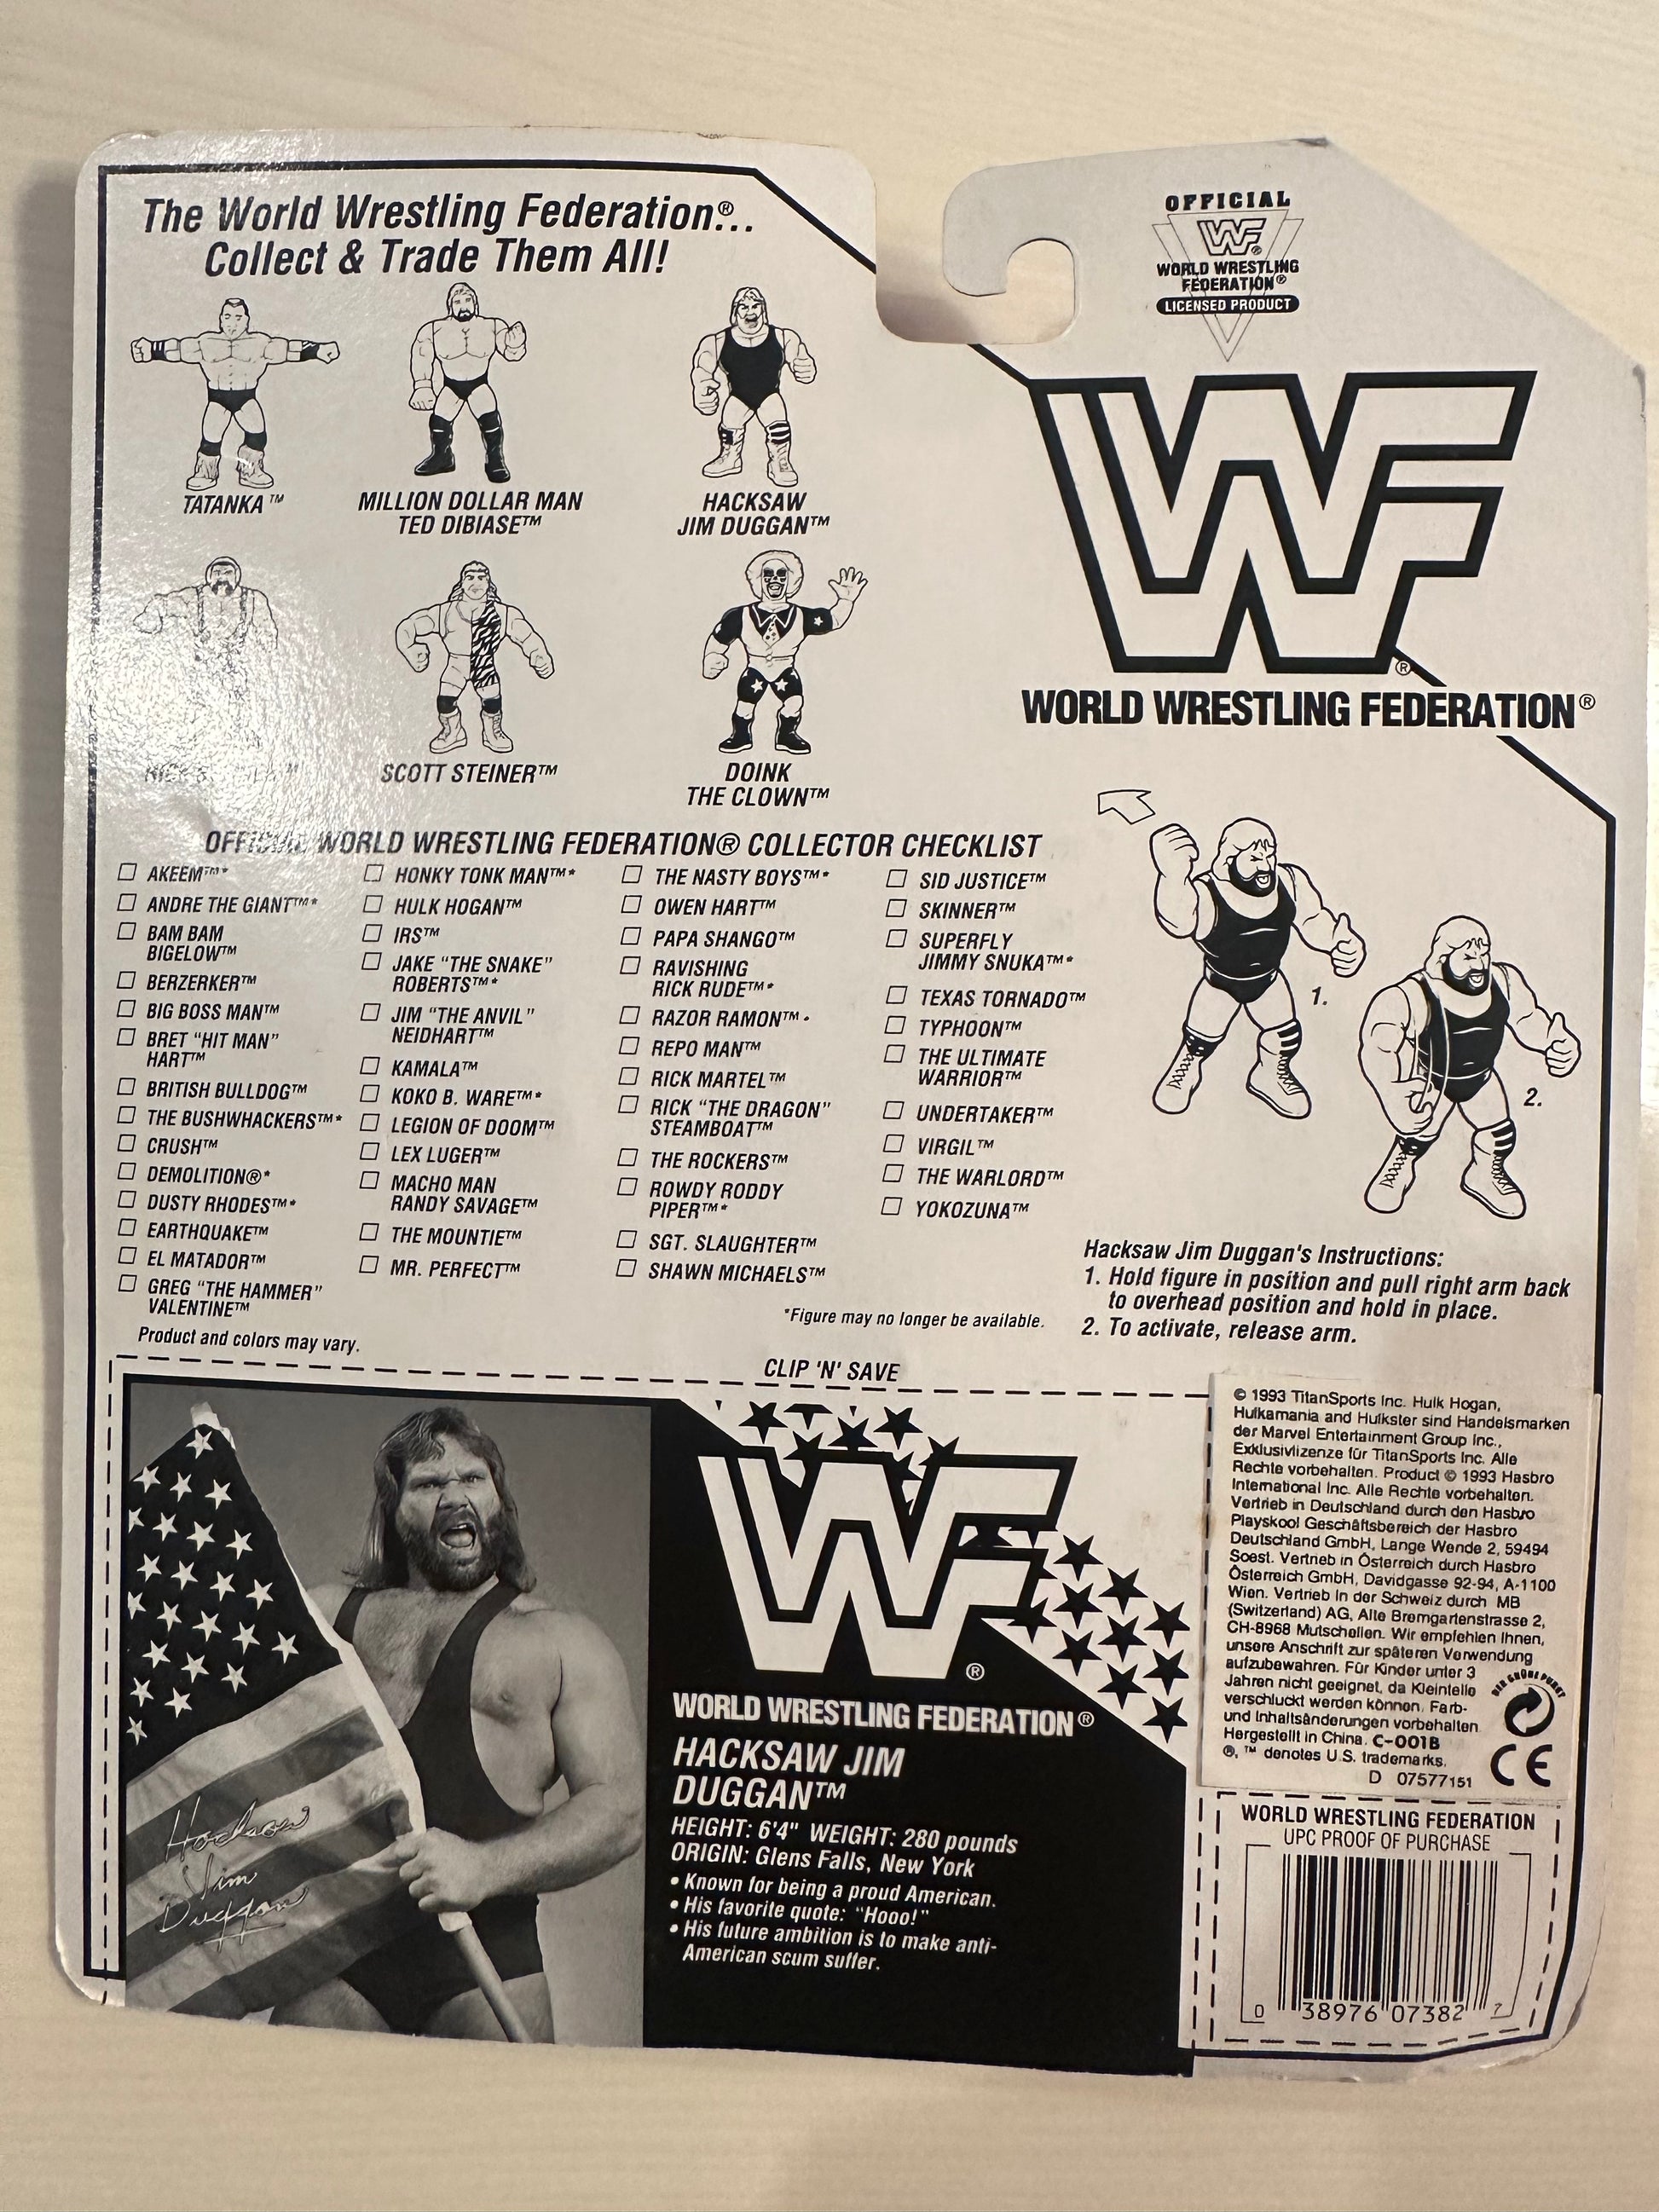 The World Wrestling Federation®...
Collect & Trade Them All!
OFFICIAL
WF®
WORLD WRESTLING
FEDERATION®
LICENSED PRODUCT
TATANKA™
MILLION DOLLAR MAN
TED DIBIASE™
HACKSAW
JIM DUGGAN™
SCOTT STEINER™
DOINK
THE CLOWN™
WF®
WORLD WRESTLING FEDERATION®
OFFICIAL WORLD WRESTLING FEDERATION® COLLECTOR CHECKLIST
AKEEM™*
ANDRE THE GIANT™*
BAM BAM
BIGELOW™
BERZERKER™
BIG BOSS MAN™
BRET “HIT MAN”
HART™
BRITISH BULLDOG™
THE BUSHWHACKERS™*
CRUSH™
DEMOLITION®*
DUSTY RHODES™*
EARTHQUAKE™
EL MATADOR™
GREG “THE HAMMER”
VALENTINE™
HONKY TONK MAN™*
HULK HOGAN™
IRS™
JAKE “THE SNAKE”
ROBERTS™*
JIM “THE ANVIL”
NEIDHART™
KAMALA™
KOKO B. WARE™*
LEGION OF DOOM™
LEX LUGER™
MACHO MAN
RANDY SAVAGE™
THE MOUNTIE™
MR. PERFECT™
THE NASTY BOYS™*
OWEN HART™
PAPA SHANGO™
RAVISHING
RICK RUDE™*
RAZOR RAMON™•
REPO MAN™
RICK MARTEL™
RICK “THE DRAGON”
STEAMBOAT™
THE ROCKERS™
ROWDY RODDY
PIPER™*
SGT. SLAUGHTER™
SHAWN MICHAELS™
SID JUSTICE™
SKINNER™
SUPERFLY
JIMMY SNUKA™*
TEXAS TORNADO™
TYPHOON™
THE ULTIMATE
WARRIOR™
UNDERTAKER™
VIRGIL™
THE WARLORD™
YOKOZUNA™
*Figure may no longer be available.
Product and colors may vary.
1.
2.
Hacksaw Jim Duggan's Instructions:
1. Hold figure in position and pull right arm back
to overhead position and hold in place.
2. To activate, release arm.
CLIP 'N' SAVE
Hacksaw
Jim
Duggan
WF®
WORLD WRESTLING FEDERATION®
HACKSAW JIM
DUGGAN™
HEIGHT: 6'4" WEIGHT: 280 pounds
ORIGIN: Glens Falls, New York
• Known for being a proud American.
• His favorite quote: "Hooo!"
• His future ambition is to make anti-
American scum suffer.
© 1993 TitanSports Inc. Hulk Hogan,
Hulkamania and Hulkster sind Handelsmarken
der Marvel Entertainment Group Inc.,
Exklusivlizenze für TitanSports Inc. Alle
Rechte vorbehalten. Product © 1993 Hasbro
International Inc. Alle Rechte vorbehalten.
Vertrieb in Deutschland durch den Hasbro
Playskool Geschäftsbereich der Hasbro
Deutschland GmbH, Lange Wende 2, 59494
Soest. Vertrieb in Österreich durch Hasbro
Österreich GmbH, Davidgasse 92-94, A-1100
Wien. Vertrieb in der Schweiz durch MB
(Switzerland) AG, Alte Bremgartenstrasse 2,
CH-8968 Mutschellen. Wir empfehlen Ihnen,
unsere Anschrift zur späteren Verwendung
aufzubewahren. Für Kinder unter 3
Jahren nicht geeignet, da Kleinteile
verschluckt werden können. Farb-
und Inhaltsänderungen vorbehalten
Hergestellt in China. C-001B
®, ™ denotes U.S. trademarks.
D 07577151
DER GRÜNE PUNKT
CE
WORLD WRESTLING FEDERATION
UPC PROOF OF PURCHASE
0 38976 07382 7